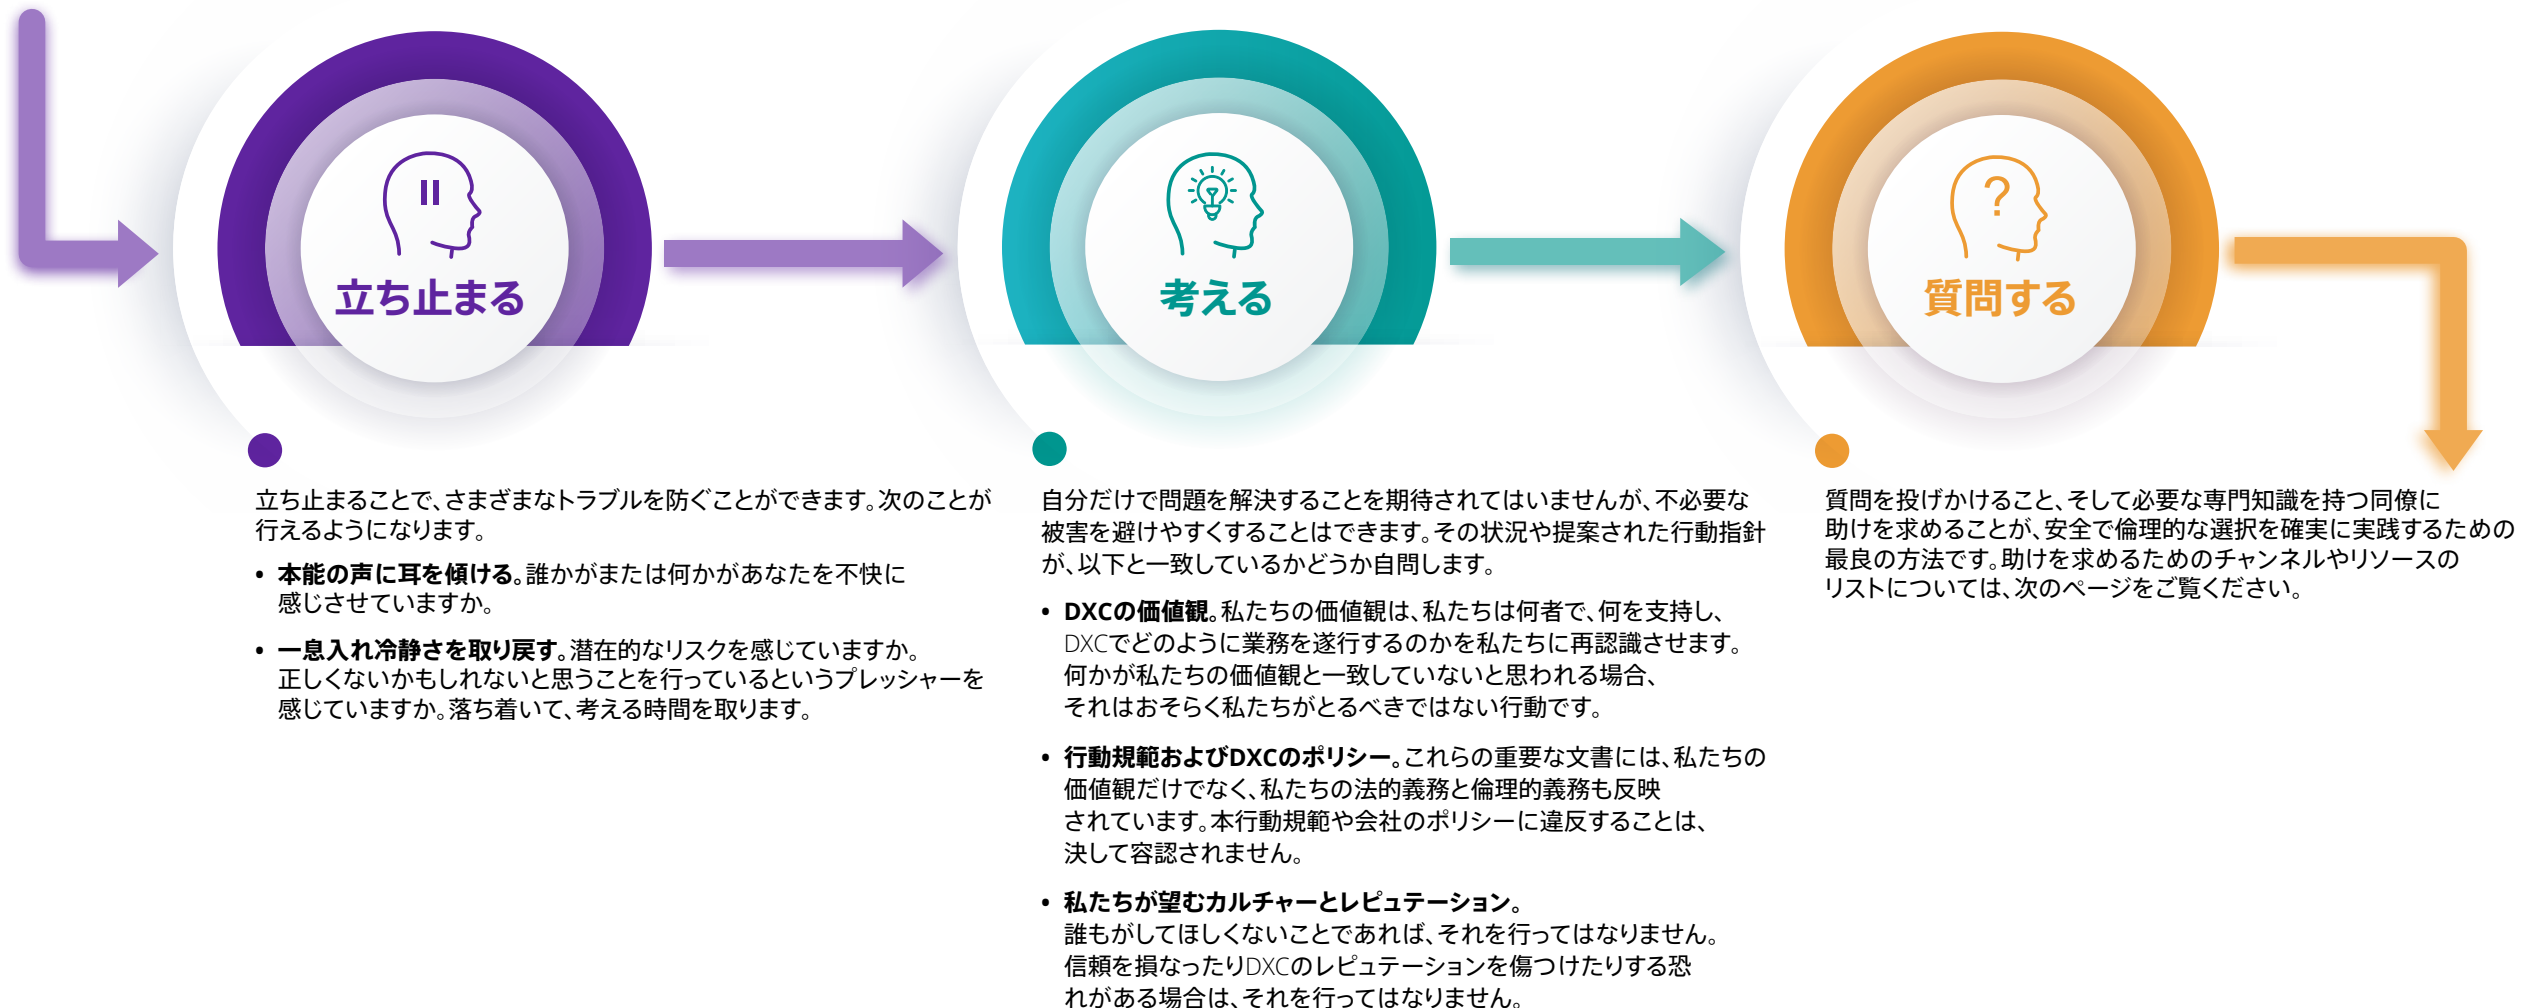 立ち止まる
立ち止まることで、さまざまなトラブルを防ぐことができます。次のことが
行えるようになります。
• 本能の声に耳を傾ける。誰かがまたは何かがあなたを不快に
感じさせていますか。
• 一息入れ冷静さを取り戻す。潜在的なリスクを感じていますか。
正しくないかもしれないと思うことを行っているというプレッシャーを
感じていますか。落ち着いて、考える時間を取ります。
考える
自分だけで問題を解決することを期待されてはいませんが、不必要な
被害を避けやすくすることはできます。その状況や提案された行動指針
が、以下と一致しているかどうか自問します。
• DXCの価値観。私たちの価値観は、私たちは何者で、何を支持し、
DXCでどのように業務を遂行するのかを私たちに再認識させます。
何かが私たちの価値観と一致していないと思われる場合、
それはおそらく私たちがとるべきではない行動です。
• 行動規範およびDXCのポリシー。これらの重要な文書には、私たちの
価値観だけでなく、私たちの法的義務と倫理的義務も反映
されています。本行動規範や会社のポリシーに違反することは、
決して容認されません。
• 私たちが望むカルチャーとレピュテーション。
誰もがしてほしくないことであれば、それを行ってはなりません。
信頼を損なったりDXCのレピュテーションを傷つけたりする恐
れがある場合は、それを行ってはなりません。
?
質問する
質問を投げかけること、そして必要な専門知識を持つ同僚に
助けを求めることが、安全で倫理的な選択を確実に実践するための
最良の方法です。助けを求めるためのチャンネルやリソースの
リストについては、次のページをご覧ください。